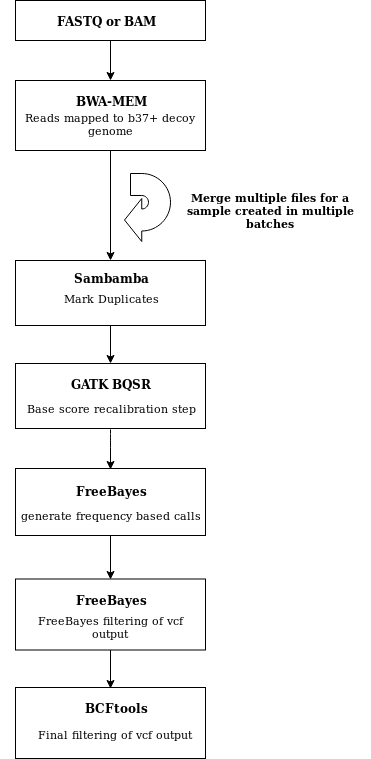 FASTQ or BAM
BWA-MEM
Reads mapped to b37+ decoy
genome
Merge multiple files for a
sample created in multiple
batches
Sambamba
Mark Duplicates
GATK BQSR
Base score recalibration step
FreeBayes
generate frequency based calls
FreeBayes
FreeBayes filtering of vcf
output
BCFtools
Final filtering of vcf output